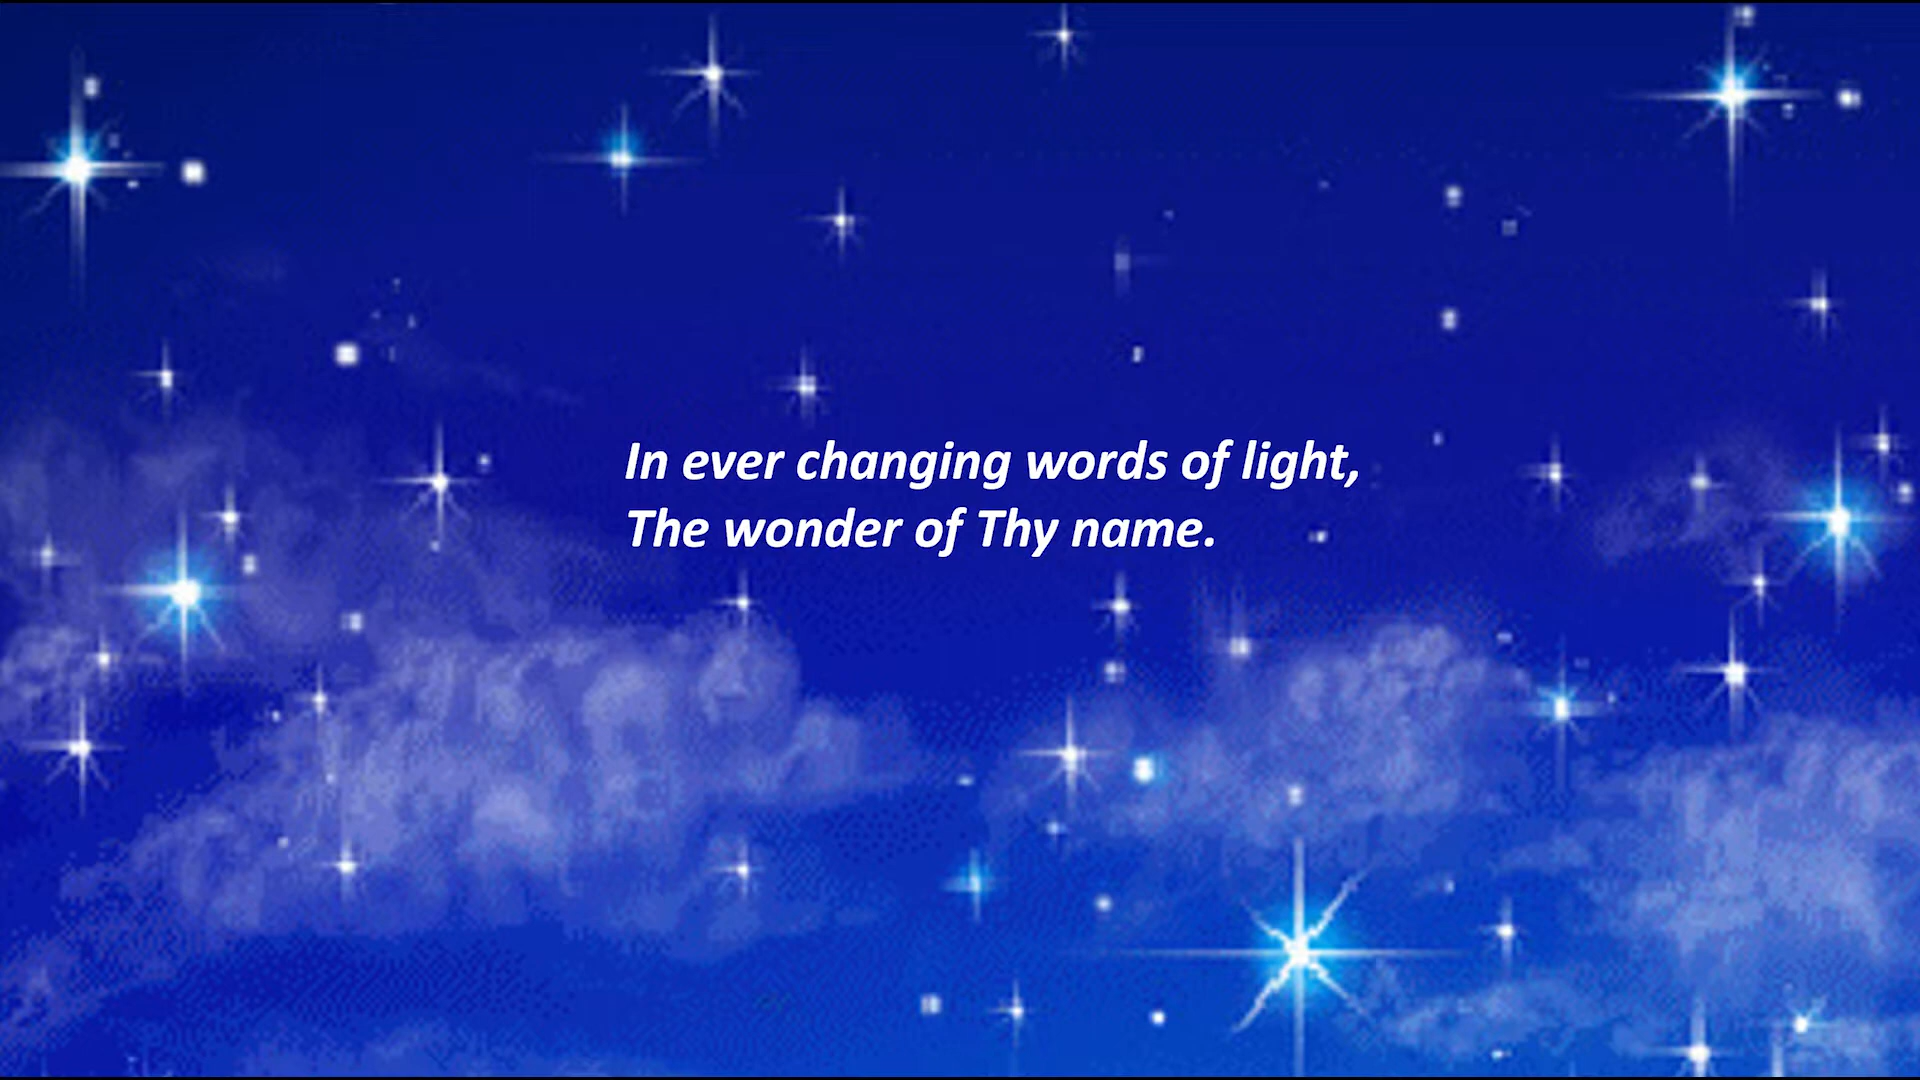 In ever changing words of light,
The wonder of Thy name.